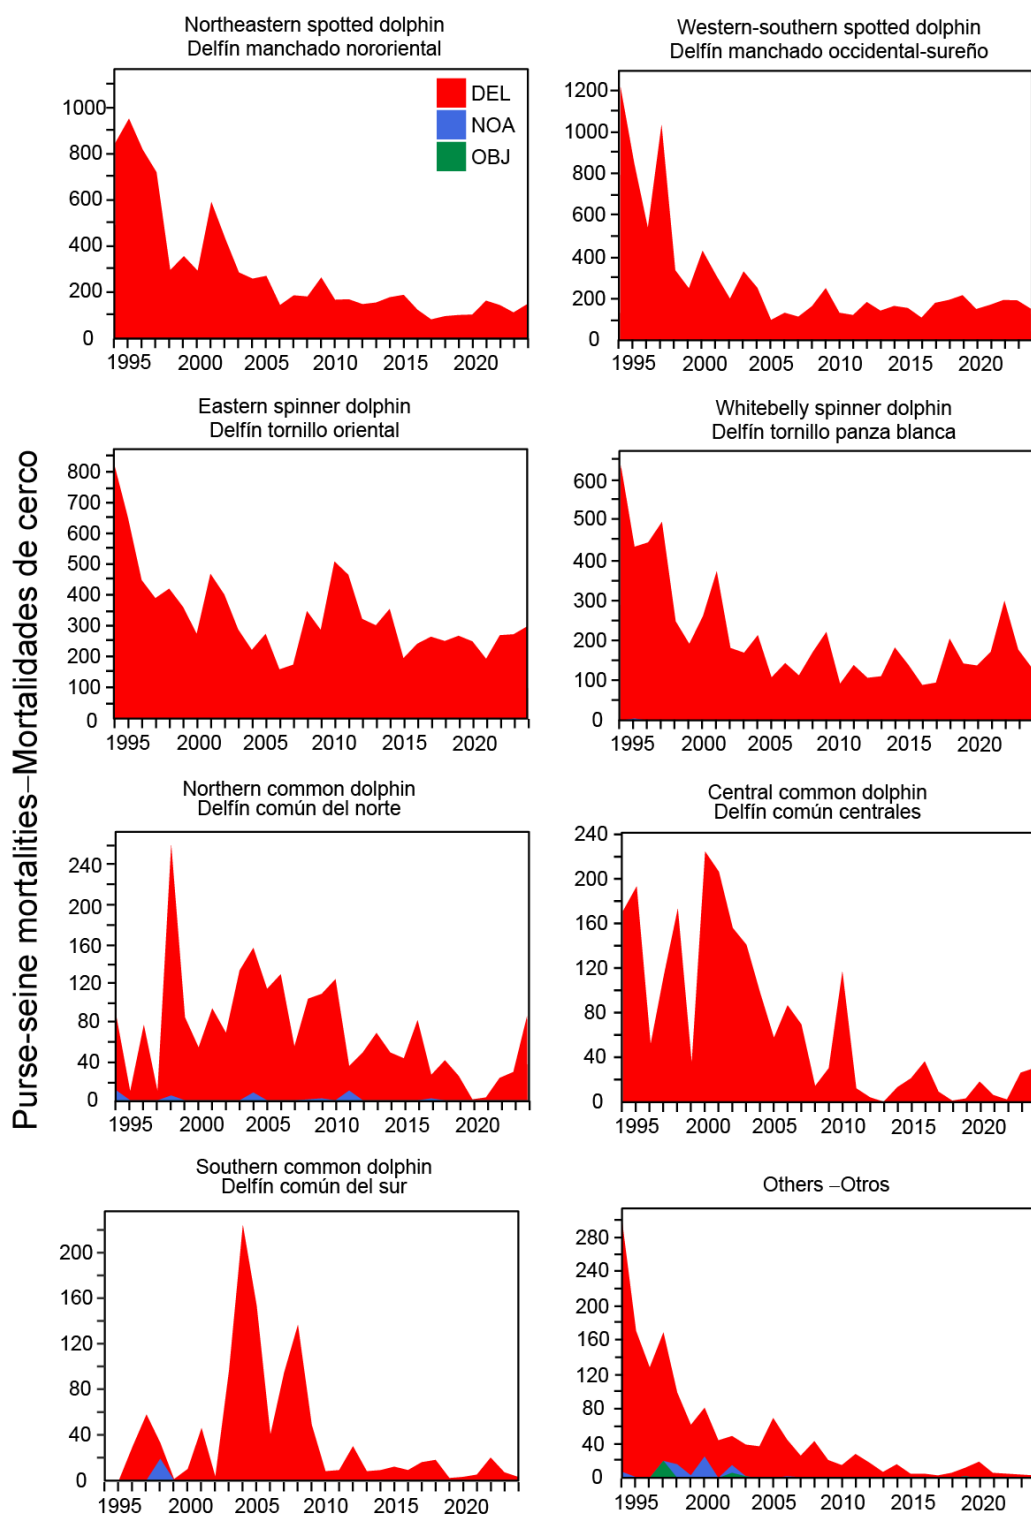 Purse-seine mortalities–Mortalidades de cerco
Northeastern spotted dolphin
Delfín manchado nororiental
DEL
NOA
OBJ
1000
800
600
400
200
0
1995 2000 2005 2010 2015 2020
Western-southern spotted dolphin
Delfín manchado occidental-sureño
1200
1000
800
600
400
200
0
1995 2000 2005 2010 2015 2020
Eastern spinner dolphin
Delfín tornillo oriental
800
700
600
500
400
300
200
100
0
1995 2000 2005 2010 2015 2020
Whitebelly spinner dolphin
Delfín tornillo panza blanca
600
500
400
300
200
100
0
1995 2000 2005 2010 2015 2020
Northern common dolphin
Delfín común del norte
240
200
160
120
80
40
0
1995 2000 2005 2010 2015 2020
Central common dolphin
Delfín común centrales
240
200
160
120
80
40
0
1995 2000 2005 2010 2015 2020
Southern common dolphin
Delfín común del sur
200
160
120
80
40
0
1995 2000 2005 2010 2015 2020
Others –Otros
280
240
200
160
120
80
40
0
1995 2000 2005 2010 2015 2020